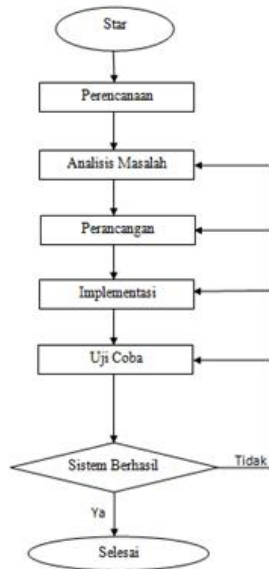 Star
Perencanaan
Analisis Masalah
Perancangan
Implementasi
Uji Coba
Sistem Berhasil
Tidak
Ya
Selesai